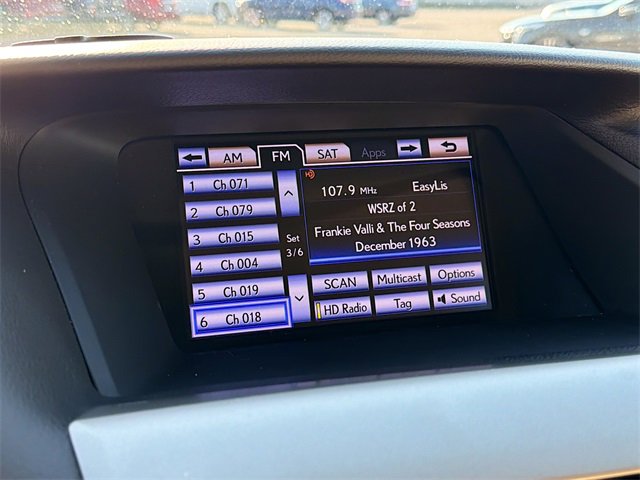 AM FM SAT Apps
1 Ch 071
2 Ch 079
3 Ch 015
4 Ch 004
5 Ch 019
6 Ch 018
Set
3/6
HD
107.9 MHz EasyLis
WSRZ of 2
Frankie Valli & The Four Seasons
December 1963
SCAN Multicast Options
HD Radio Tag Sound